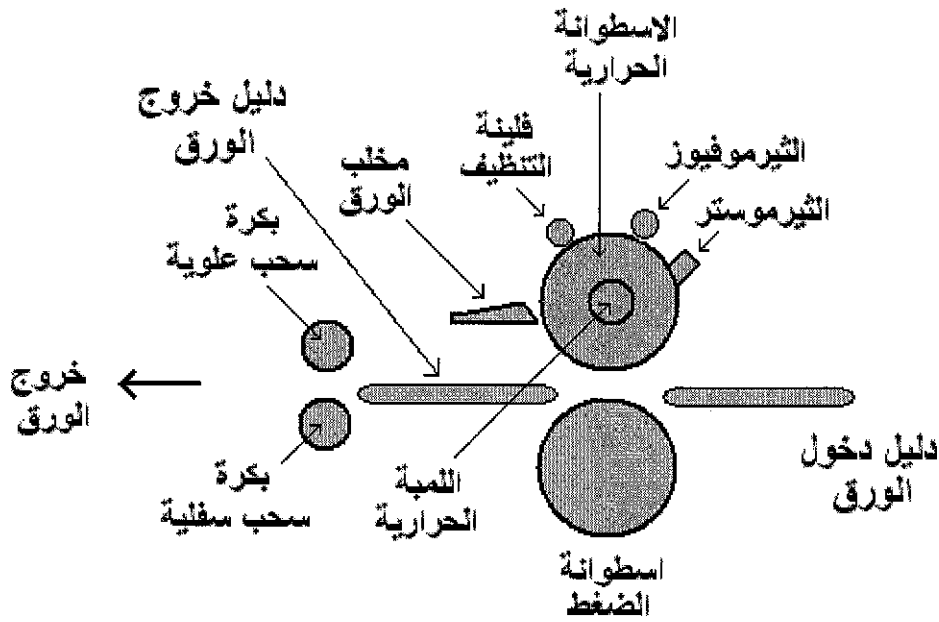 الاسطوانة
الحرارية
دليل خروج
الورق
فلينة
التنظيف
الثيرموفيوز
مخلب
الورق
الثيرموستر
بكرة
سحب علوية
خروج
الورق
دليل دخول
الورق
بكرة
سحب سفلية
اللمبة
الحرارية
اسطوانة
الضغط